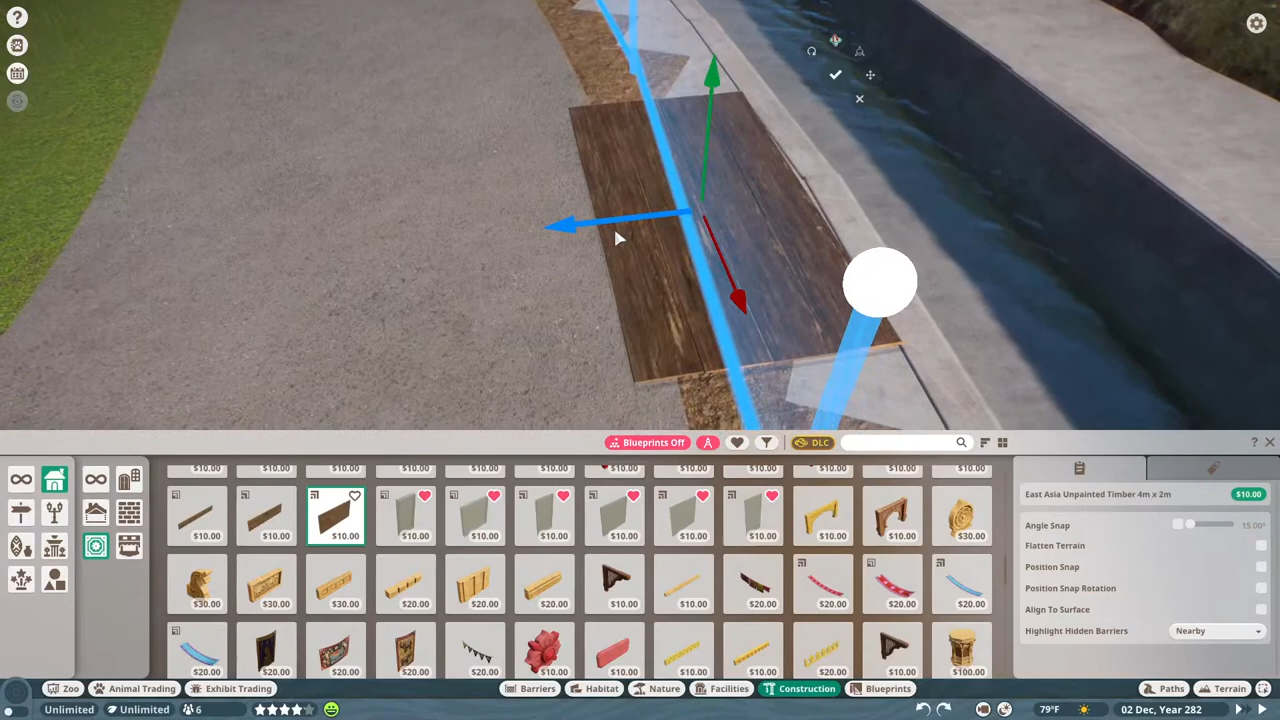 Blueprints Off
DLC
?
$10.00 $10.00 $10.00 $10.00 $10.00 $10.00 $10.00 $10.00 $10.00 $10.00 $10.00 $10.00
$10.00 $10.00 $10.00 $10.00 $10.00 $10.00 $10.00 $10.00 $10.00 $10.00 $10.00 $30.00
$30.00 $30.00 $30.00 $20.00 $20.00 $20.00 $10.00 $10.00 $20.00 $20.00 $20.00 $20.00
$20.00 $20.00 $20.00 $20.00 $20.00 $10.00 $10.00 $10.00 $10.00 $10.00 $10.00 $10.00
East Asia Unpainted Timber 4m x 2m $10.00
Angle Snap 15.00°
Flatten Terrain
Position Snap
Position Snap Rotation
Align To Surface
Highlight Hidden Barriers Nearby
Zoo Animal Trading Exhibit Trading Barriers Habitat Nature Facilities Construction Blueprints Paths Terrain
Unlimited Unlimited 6 79°F 02 Dec, Year 282